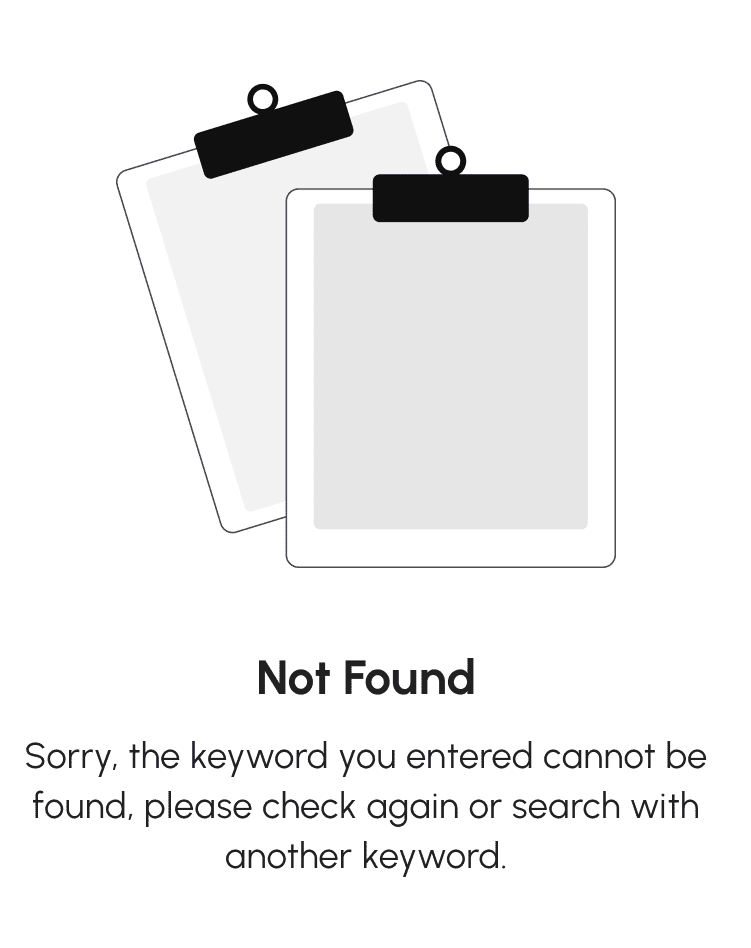 Not Found
Sorry, the keyword you entered cannot be
found, please check again or search with
another keyword.